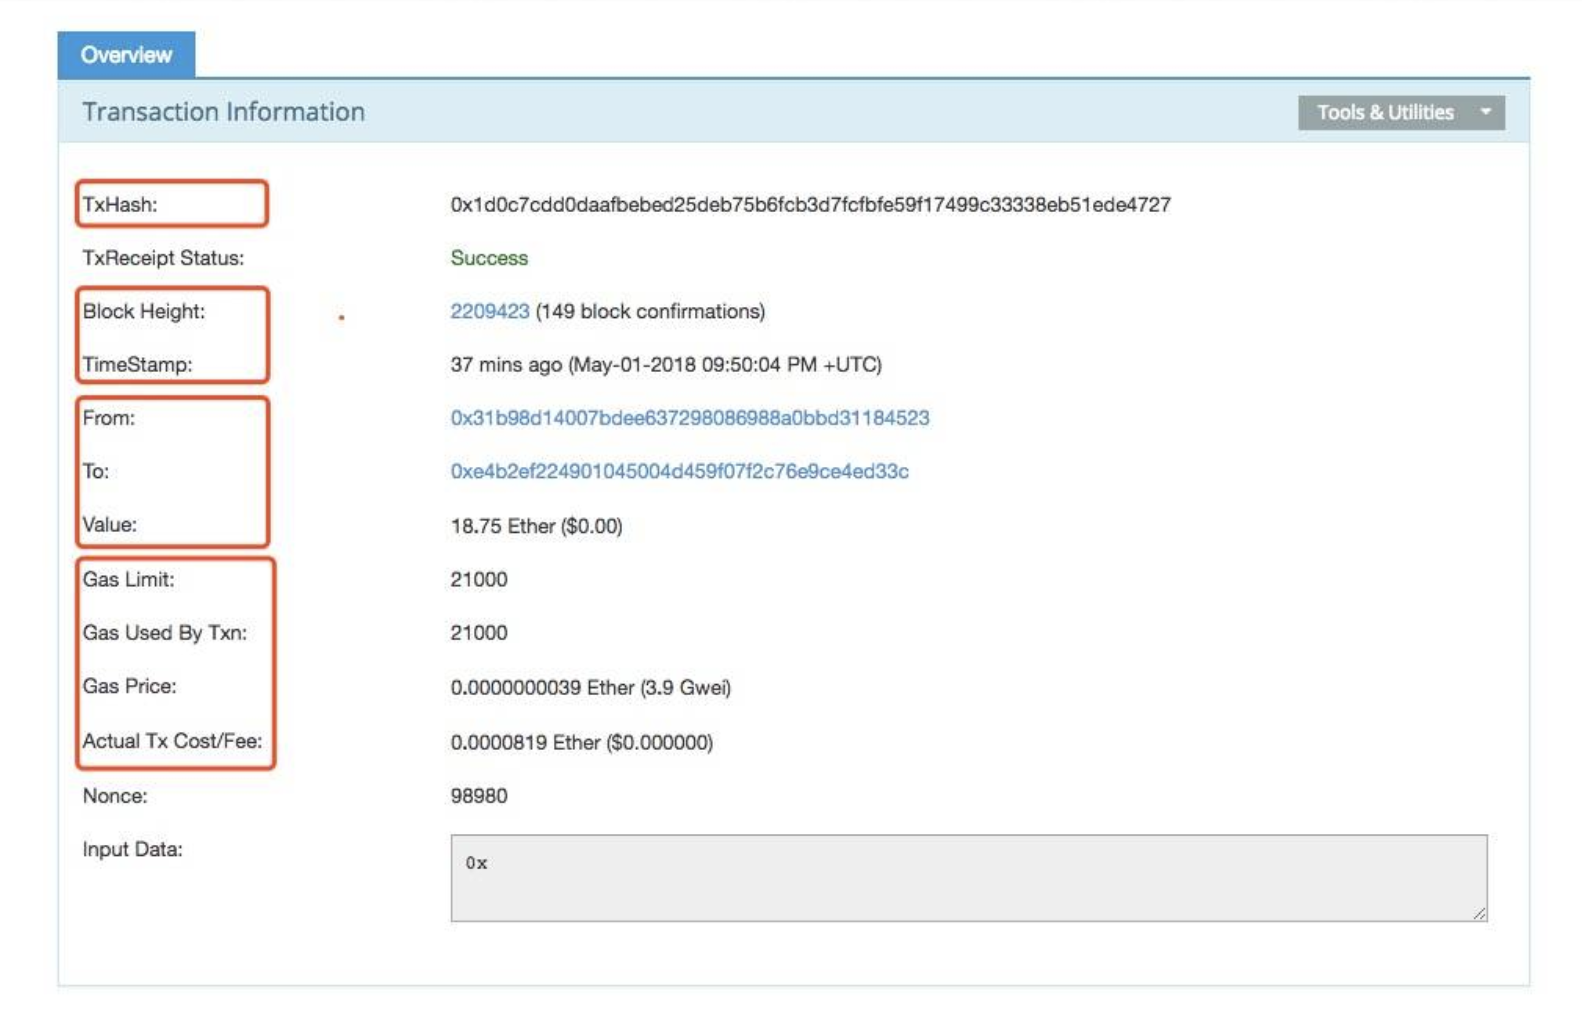 Overview
Transaction Information
Tools & Utilities
TxHash: 0x1d0c7cdd0daafbebed25deb75b6fcb3d7fcfbfe59f17499c33338eb51ede4727
TxReceipt Status: Success
Block Height: 2209423 (149 block confirmations)
TimeStamp: 37 mins ago (May-01-2018 09:50:04 PM +UTC)
From: 0x31b98d14007bdee637298086988a0bbd31184523
To: 0xe4b2ef224901045004d459f07f2c76e9ce4ed33c
Value: 18.75 Ether ($0.00)
Gas Limit: 21000
Gas Used By Txn: 21000
Gas Price: 0.0000000039 Ether (3.9 Gwei)
Actual Tx Cost/Fee: 0.0000819 Ether ($0.000000)
Nonce: 98980
Input Data: 0x